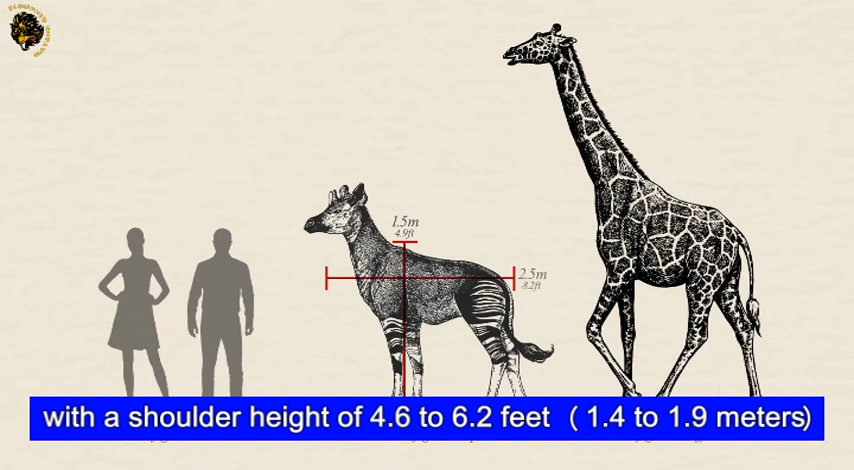 1.5m
4.9ft
2.5m
8.2ft
with a shoulder height of 4.6 to 6.2 feet ( 1.4 to 1.9 meters)